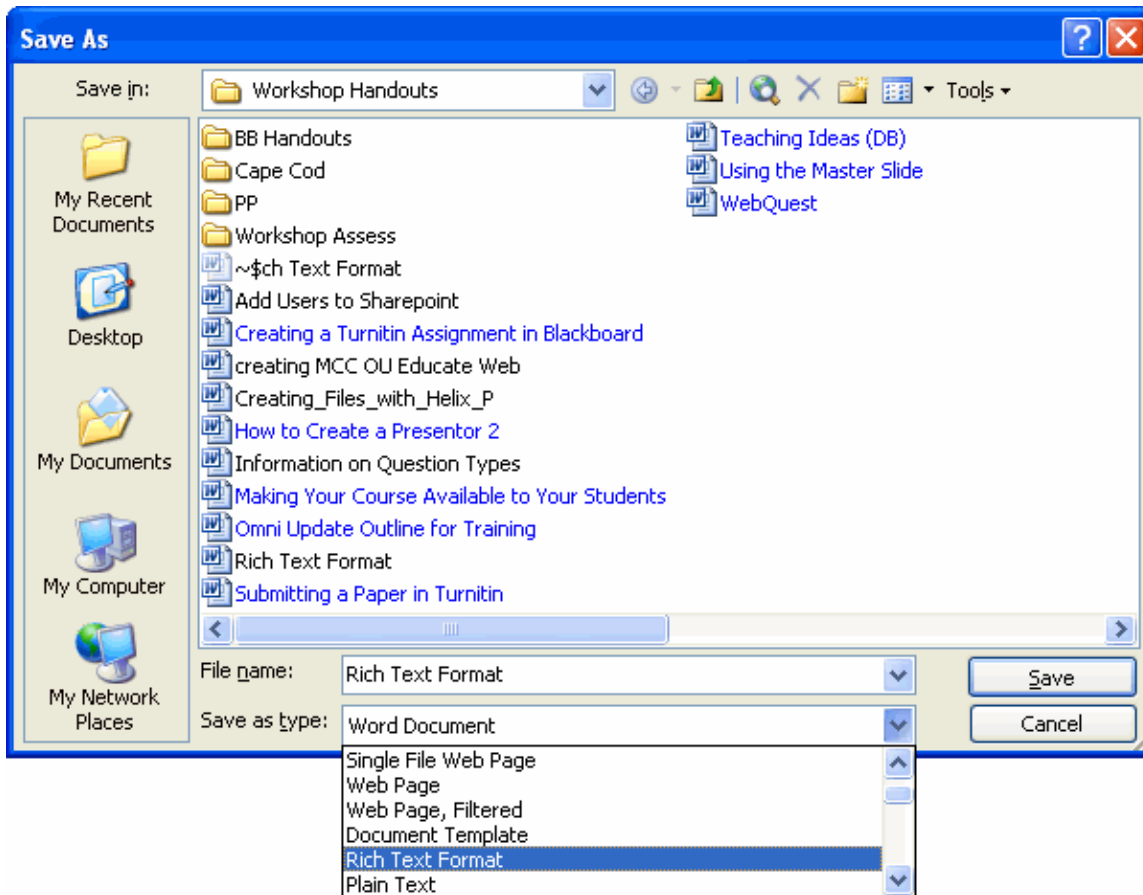 Save As
Save in:
Workshop Handouts
Tools
My Recent
Documents
Desktop
My Documents
My Computer
My Network
Places
BB Handouts
Cape Cod
PP
Workshop Assess
~$ch Text Format
Add Users to Sharepoint
Creating a Turnitin Assignment in Blackboard
creating MCC OU Educate Web
Creating_Files_with_Helix_P
How to Create a Presentor 2
Information on Question Types
Making Your Course Available to Your Students
Omni Update Outline for Training
Rich Text Format
Submitting a Paper in Turnitin
Teaching Ideas (DB)
Using the Master Slide
WebQuest
File name:
Rich Text Format
Save
Save as type:
Word Document
Cancel
Single File Web Page
Web Page
Web Page, Filtered
Document Template
Rich Text Format
Plain Text